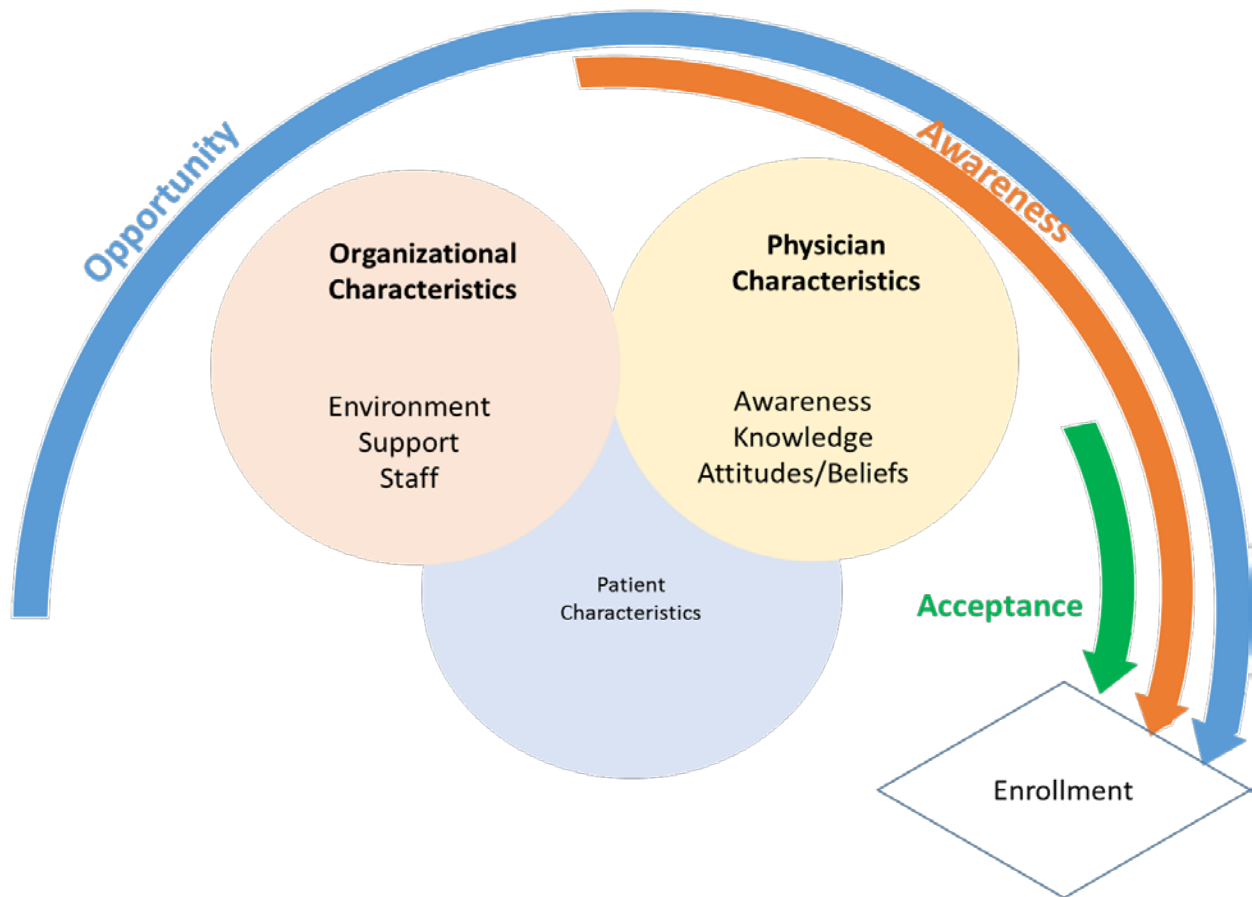 Opportunity
Awareness
Organizational
Characteristics
Environment
Support
Staff
Physician
Characteristics
Awareness
Knowledge
Attitudes/Beliefs
Patient
Characteristics
Acceptance
Enrollment